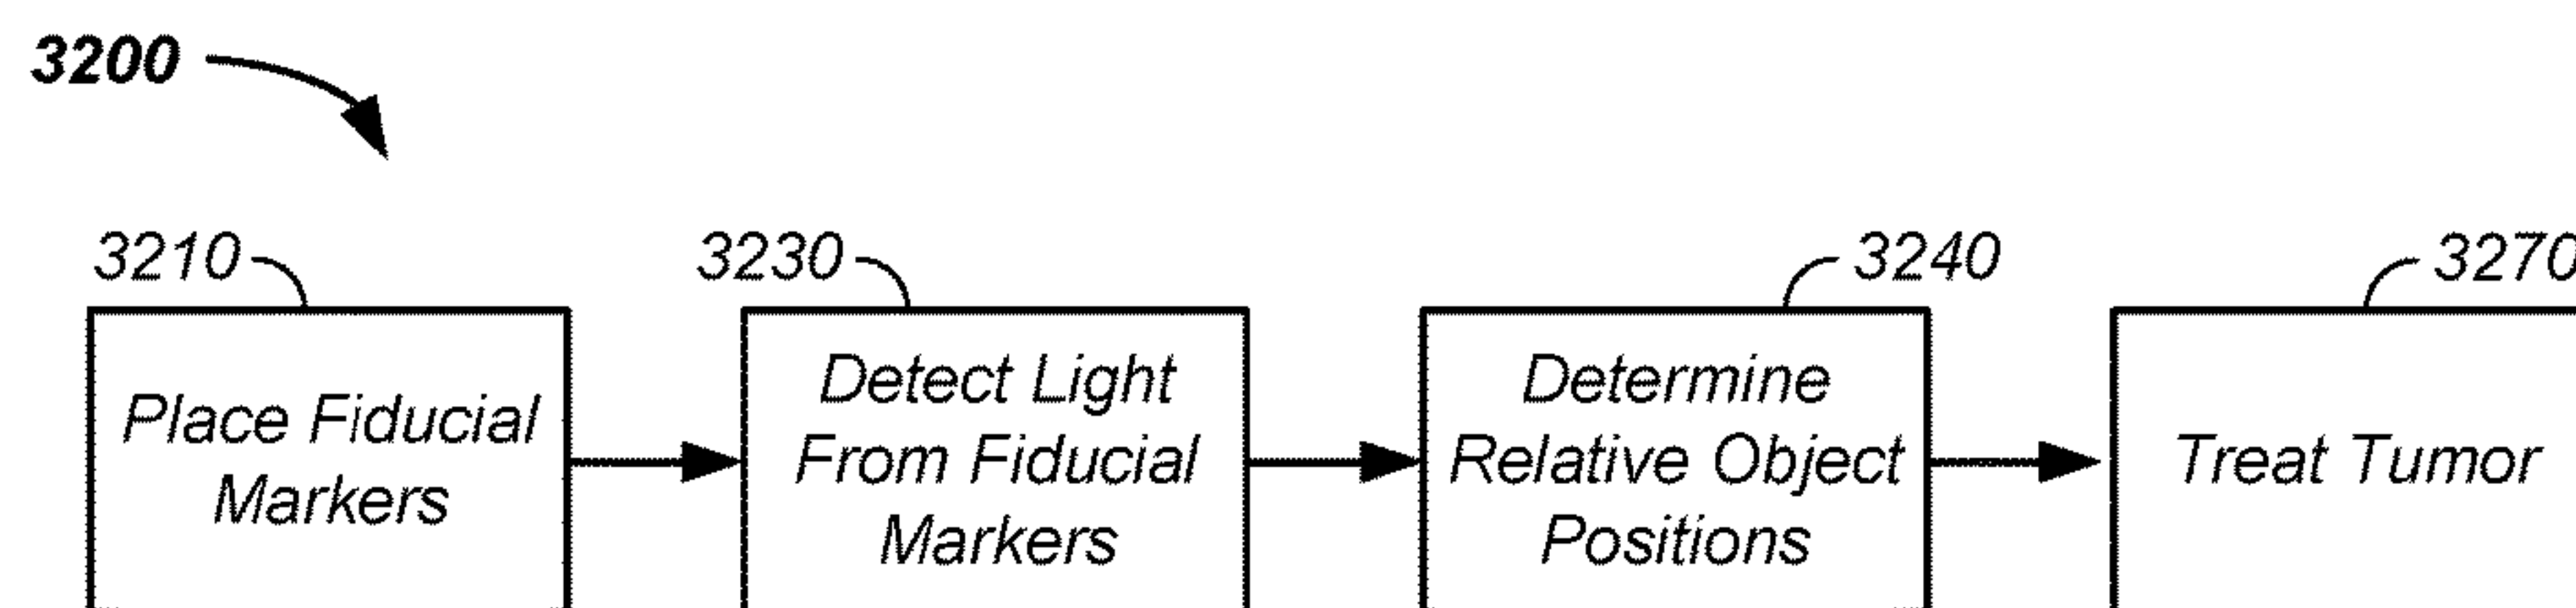 3200
3210
3230
3240
3270
Place Fiducial
Markers
Detect Light
From Fiducial
Markers
Determine
Relative Object
Positions
Treat Tumor